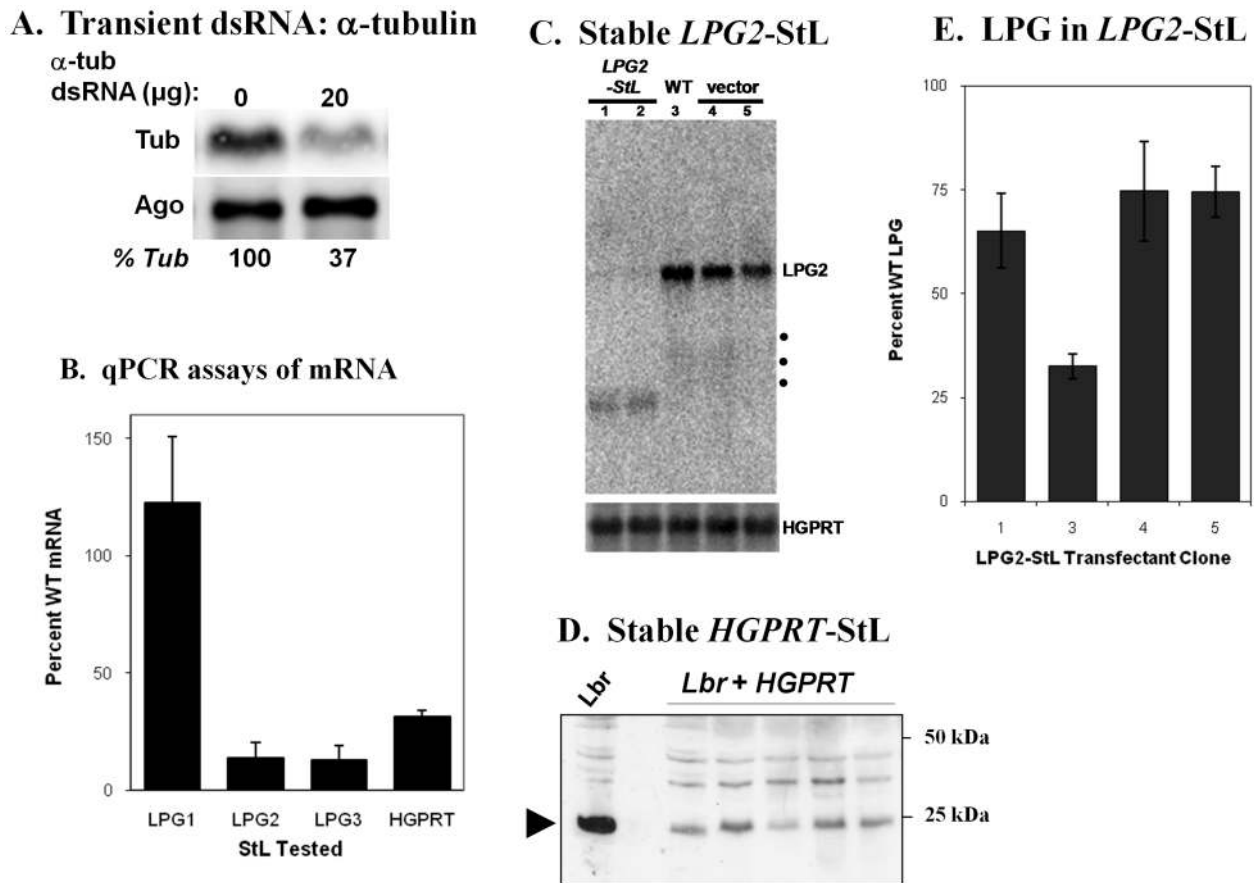 A. Transient dsRNA: α-tubulin
α-tub
dsRNA (µg): 0 20
Tub
Ago
% Tub 100 37
B. qPCR assays of mRNA
Percent WT mRNA
150
100
50
0
LPG1 LPG2 LPG3 HGPRT
StL Tested
C. Stable LPG2-StL
LPG2
-StL WT vector
1 2 3 4 5
LPG2
HGPRT
D. Stable HGPRT-StL
Lbr Lbr + HGPRT
50 kDa
25 kDa
E. LPG in LPG2-StL
Percent WT LPG
100
75
50
25
0
1 3 4 5
LPG2-StL Transfectant Clone